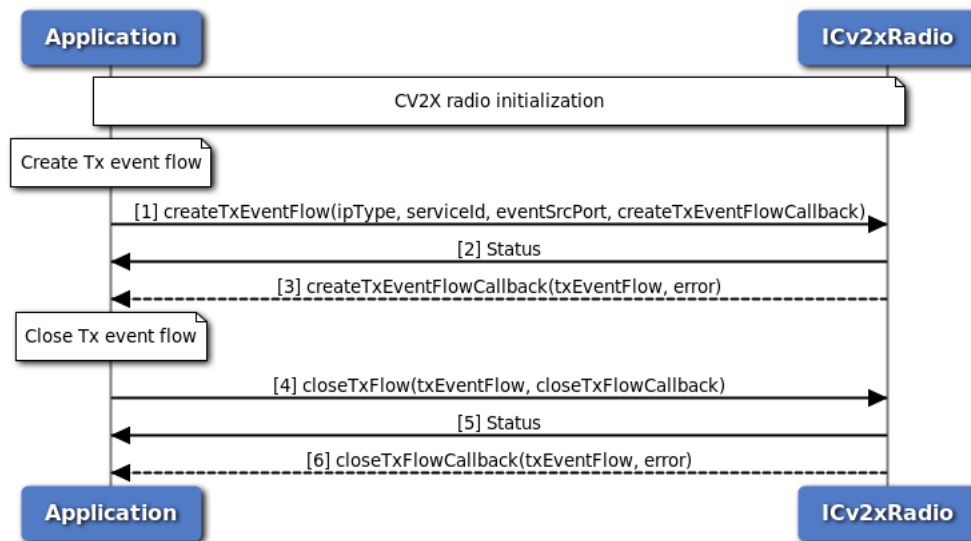 Application ICv2xRadio
CV2X radio initialization
Create Tx event flow
[1] createTxEventFlow(ipType, serviceId, eventSrcPort, createTxEventFlowCallback)
[2] Status
[3] createTxEventFlowCallback(txEventFlow, error)
Close Tx event flow
[4] closeTxFlow(txEventFlow, closeTxFlowCallback)
[5] Status
[6] closeTxFlowCallback(txEventFlow, error)
Application ICv2xRadio